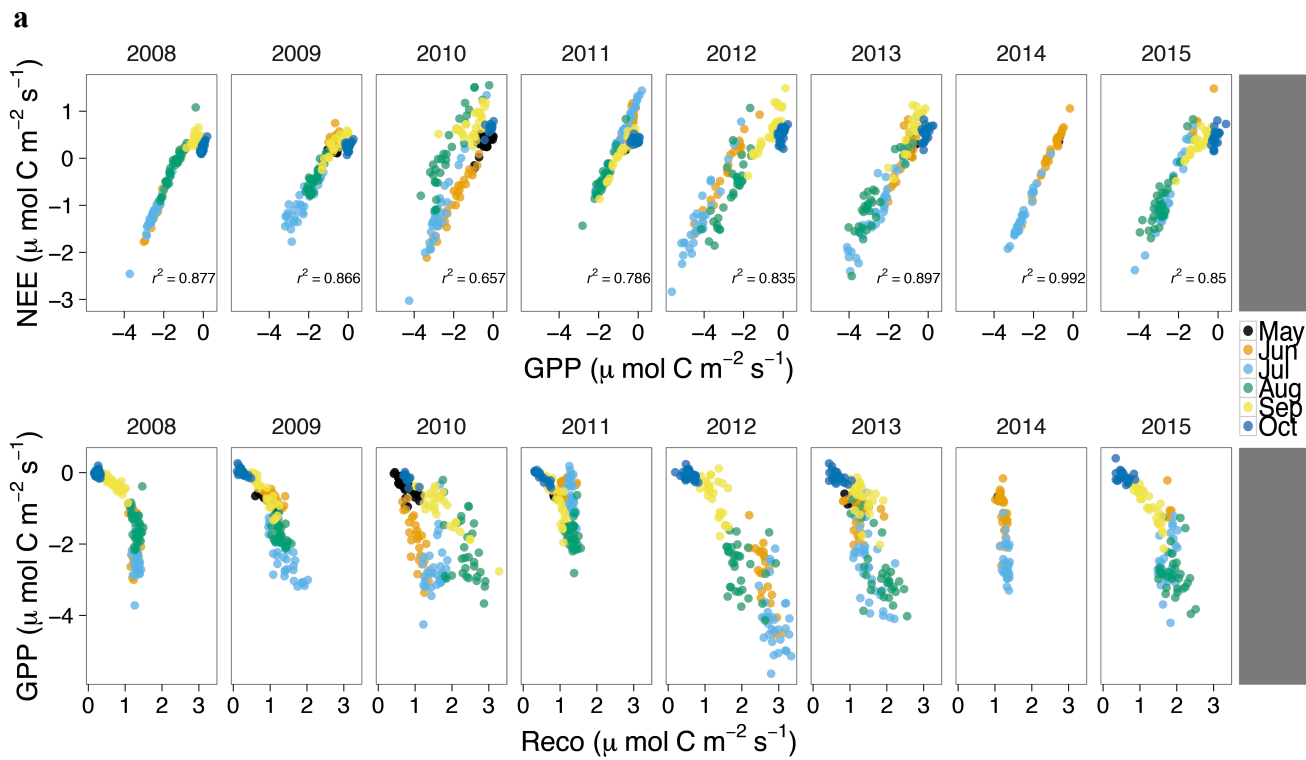 a
2008 2009 2010 2011 2012 2013 2014 2015
NEE (μ mol C m−2 s−1)
1
0
−1
−2
−3
r2 = 0.877 r2 = 0.866 r2 = 0.657 r2 = 0.786 r2 = 0.835 r2 = 0.897 r2 = 0.992 r2 = 0.85
−4 −2 0 −4 −2 0 −4 −2 0 −4 −2 0 −4 −2 0 −4 −2 0 −4 −2 0 −4 −2 0
GPP (μ mol C m−2 s−1)
May
Jun
Jul
Aug
Sep
Oct
2008 2009 2010 2011 2012 2013 2014 2015
GPP (μ mol C m−2 s−1)
0
−2
−4
0 1 2 3 0 1 2 3 0 1 2 3 0 1 2 3 0 1 2 3 0 1 2 3 0 1 2 3 0 1 2 3
Reco (μ mol C m−2 s−1)